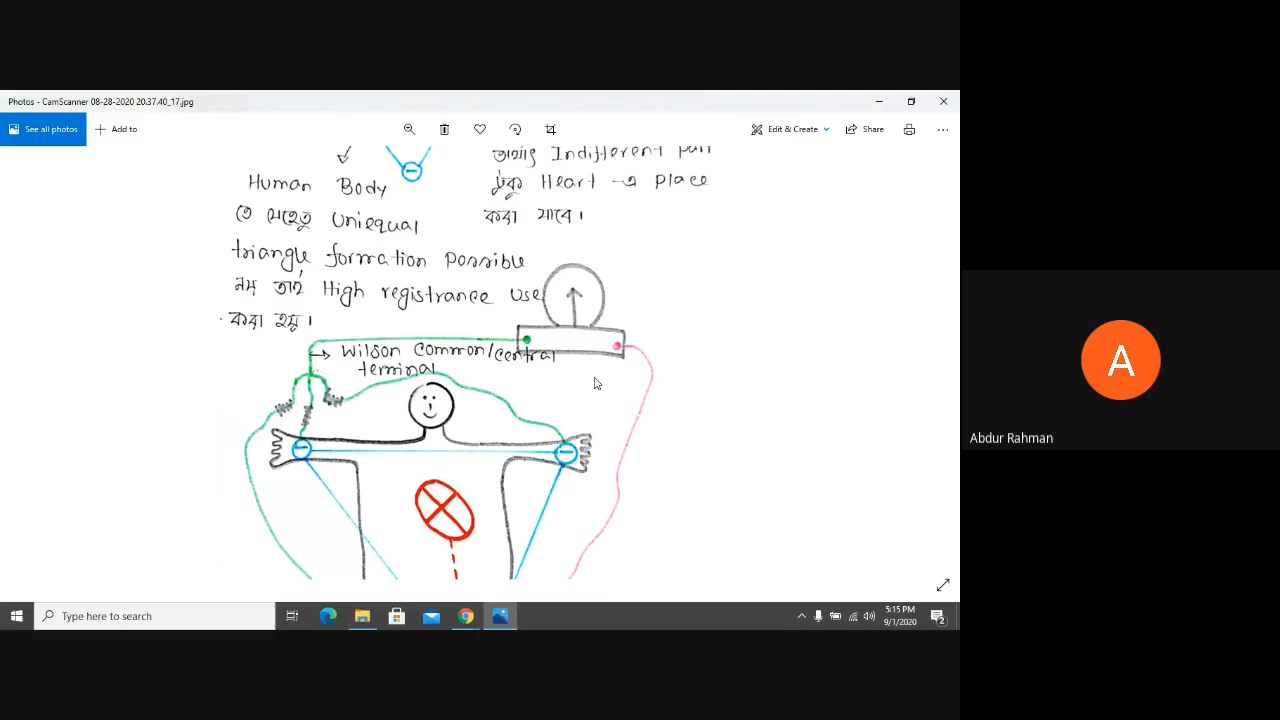 Photos - CamScanner 08-28-2020 20.37.40_17.jpg
See all photos
Add to
Edit & Create
Share
Human Body
তে যেহেতু Uniequal
triangle formation possible
নয় তাই High registrance use
করা হয়।
অর্থাৎ Indifferent
টুকু Heart -এ place
করা যাবে।
Wilson common/central
terminal
A
Abdur Rahman
Type here to search
5:15 PM
9/1/2020
2